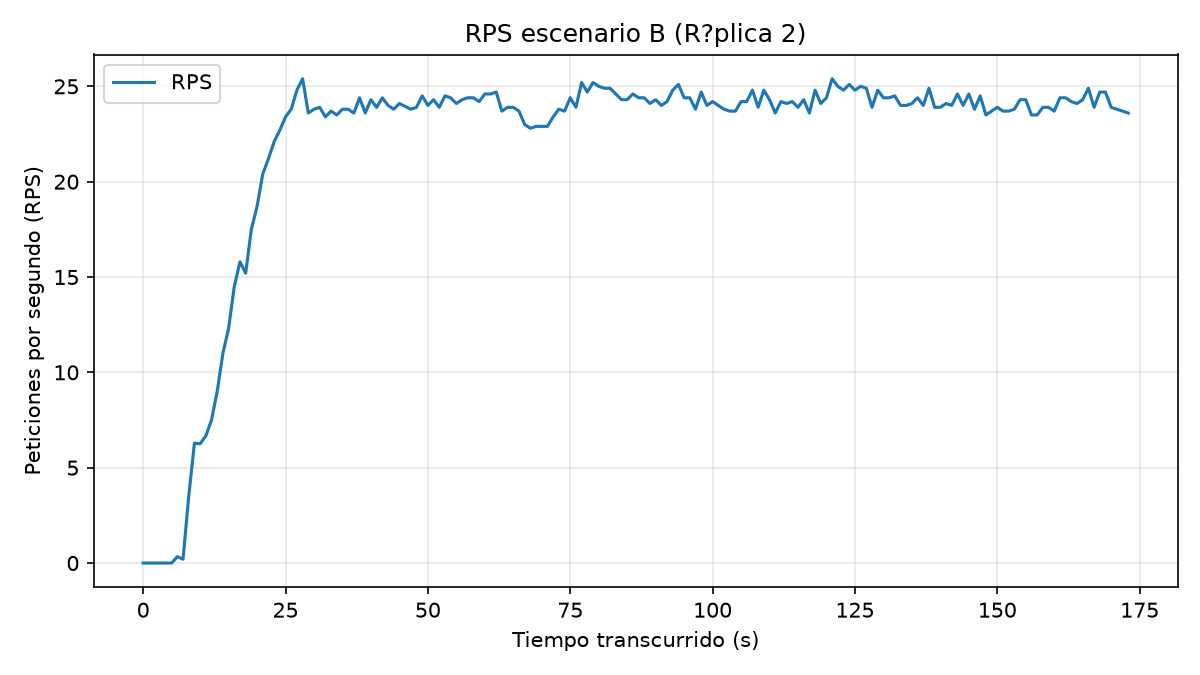 RPS escenario B (R?plica 2)
RPS
Peticiones por segundo (RPS)
25
20
15
10
5
0
0 25 50 75 100 125 150 175
Tiempo transcurrido (s)